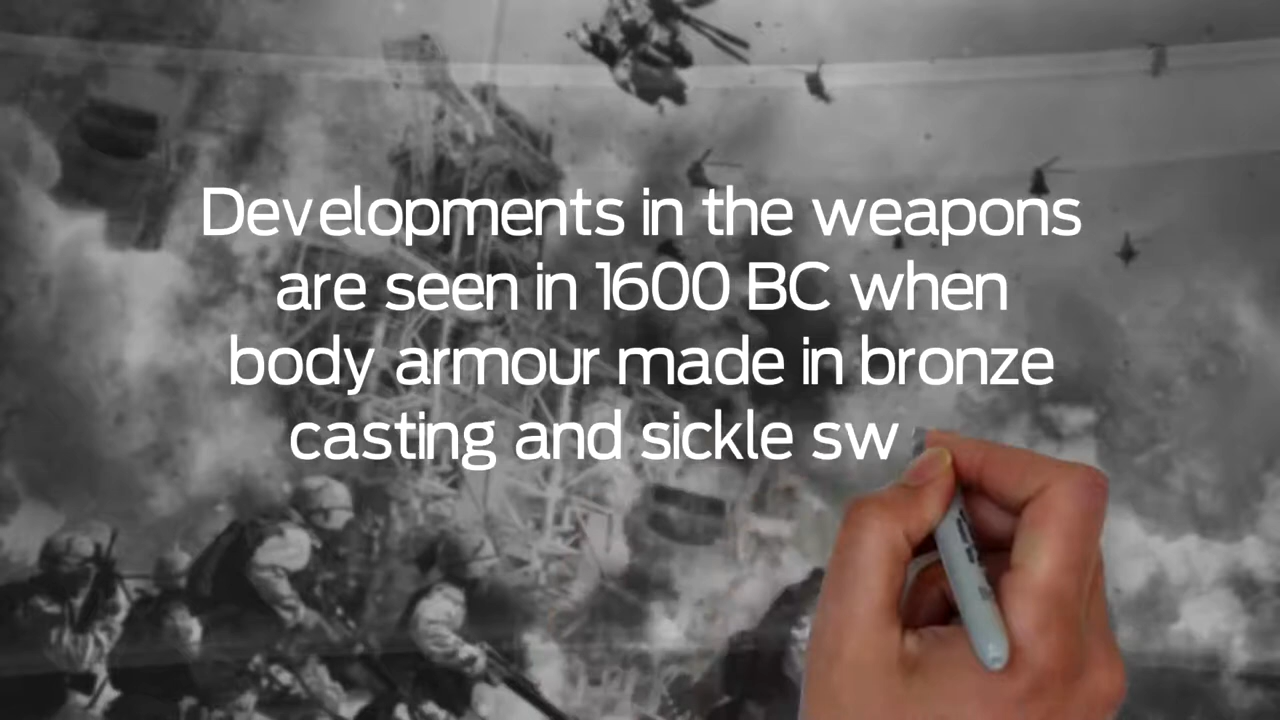 Developments in the weapons
are seen in 1600 BC when
body armour made in bronze
casting and sickle sw